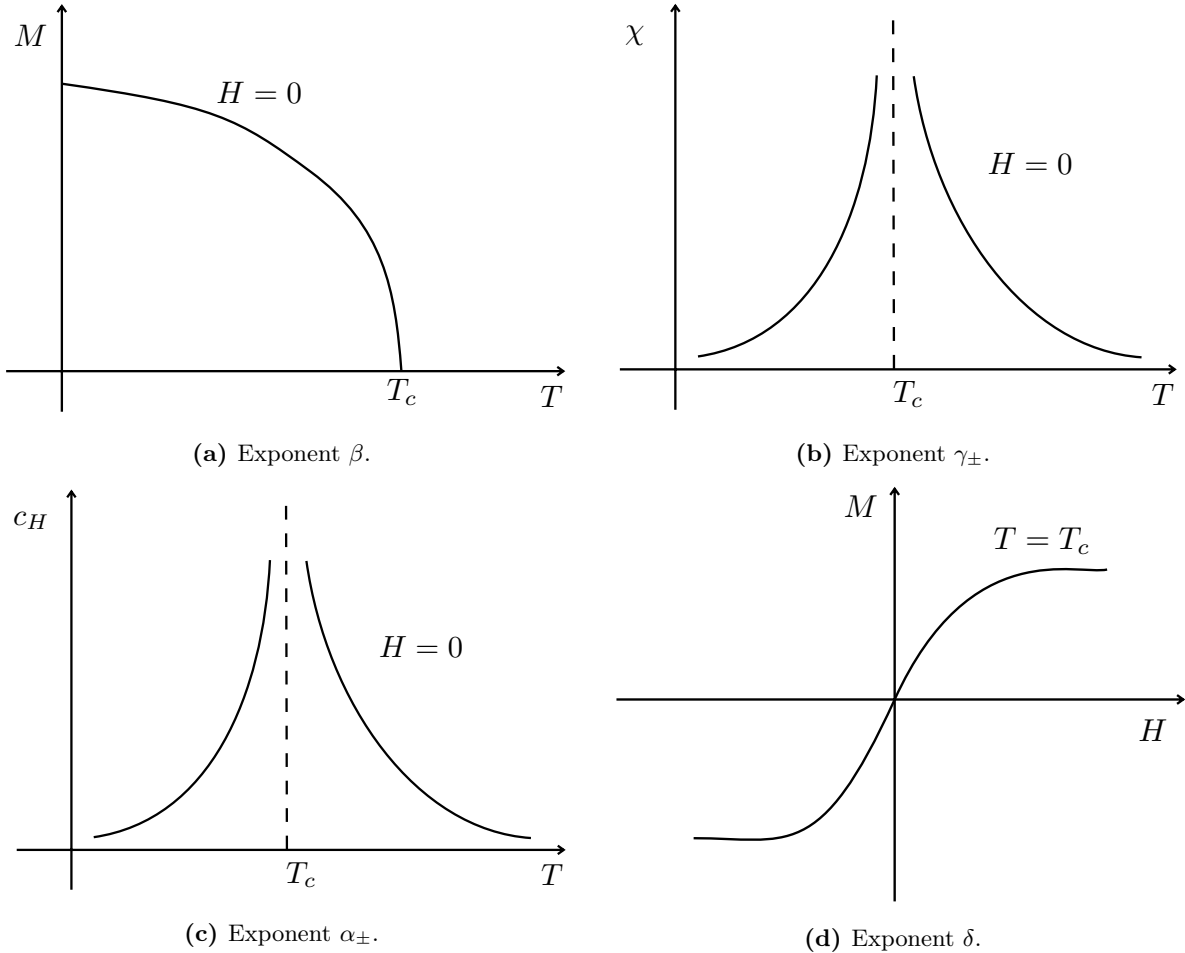 M
H = 0
T_c
T
(a) Exponent β.
χ
H = 0
T_c
T
(b) Exponent γ±.
c_H
H = 0
T_c
T
(c) Exponent α±.
M
T = T_c
H
(d) Exponent δ.